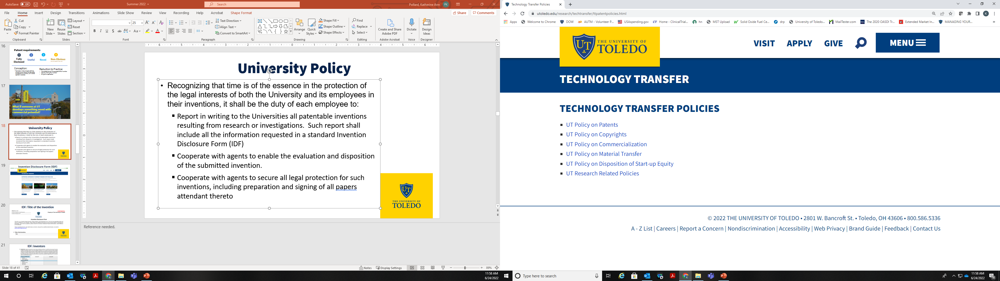 AutoSave Off
Summer 2022
Search
Pollard, Katherine Ann PK
File Home Insert Design Transitions Animations Slide Show Review View Recording Help Acrobat Shape Format
Share Comments
Paste
Cut
Copy
Format Painter
Clipboard
New Slide
Reuse Slides
Layout
Reset
Section
Slides
25
Font
Text Direction
Align Text
Convert to SmartArt
Paragraph
Arrange
Quick Styles
Shape Fill
Shape Outline
Shape Effects
Drawing
Find
Replace
Select
Editing
Create and Share Adobe PDF
Adobe Acrobat
Dictate
Voice
Design Ideas
Designer
16
Patent requirements
1 2 3
Fully Disclosed
Useful
Novel
Non-Obvious
Conception:
Reduction to Practice:
17
What if someone at UT
develops something novel with
commercial potential?
18
University Policy
19
Invention Disclosure Form (IDF)
20
IDF: Title of the Invention
Invention Disclosure Form
21
IDF: Inventors
University Policy
• Recognizing that time is of the essence in the protection of
the legal interests of both the University and its employees in
their inventions, it shall be the duty of each employee to:
▪ Report in writing to the Universities all patentable inventions
resulting from research or investigations. Such report shall
include all the information requested in a standard Invention
Disclosure Form (IDF)
▪ Cooperate with agents to enable the evaluation and disposition
of the submitted invention.
▪ Cooperate with agents to secure all legal protection for such
inventions, including preparation and signing of all papers
attendant thereto
UT
THE UNIVERSITY OF
TOLEDO
Reference needed.
Slide 18 of 41
Notes Display Settings 89%
11:58 AM
6/24/2022
Technology Transfer Policies
utoledo.edu/research/techtransfer/ttpatentpolicies.html
Apps Welcome to Chrome DOW AUTM - Volunteer P... USAspending.gov CT Home - ClinicalTrial... hn MST Upload Solid Oxide Fuel Ce... drp University of Toledo... MailTester.com The 2020 OASDI Tr... Extended Market In... MANAGING YOUR...
UT
THE UNIVERSITY OF
TOLEDO
VISIT APPLY GIVE MENU
TECHNOLOGY TRANSFER
TECHNOLOGY TRANSFER POLICIES
▪ UT Policy on Patents
▪ UT Policy on Copyrights
▪ UT Policy on Commercialization
▪ UT Policy on Material Transfer
▪ UT Policy on Disposition of Start-up Equity
▪ UT Research Related Policies
© 2022 THE UNIVERSITY OF TOLEDO • 2801 W. Bancroft St. • Toledo, OH 43606 • 800.586.5336
A - Z List | Careers | Report a Concern | Nondiscrimination | Accessibility | Web Privacy | Brand Guide | Feedback | Contact Us
Type here to search
11:58 AM
6/24/2022